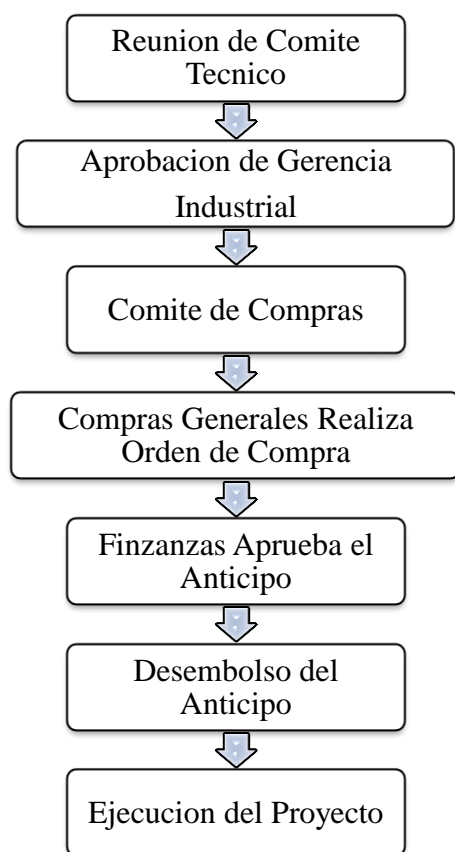 Reunion de Comite
Tecnico
Aprobacion de Gerencia
Industrial
Comite de Compras
Compras Generales Realiza
Orden de Compra
Finzanzas Aprueba el
Anticipo
Desembolso del
Anticipo
Ejecucion del Proyecto